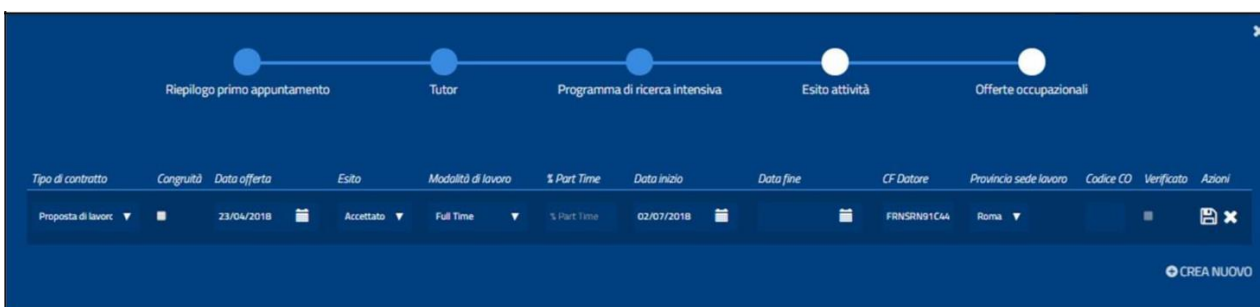 Riepilogo primo appuntamento Tutor Programma di ricerca intensiva Esito attività Offerte occupazionali
Tipo di contratto Congruità Data offerta Esito Modalità di lavoro % Part Time Data inizio Data fine CF Datore Provincia sede lavoro Codice CO Verificato Azioni
Proposta di lavorc 23/04/2018 Accettato Full Time % Part Time 02/07/2018 FRNSRN91C44 Roma
CREA NUOVO